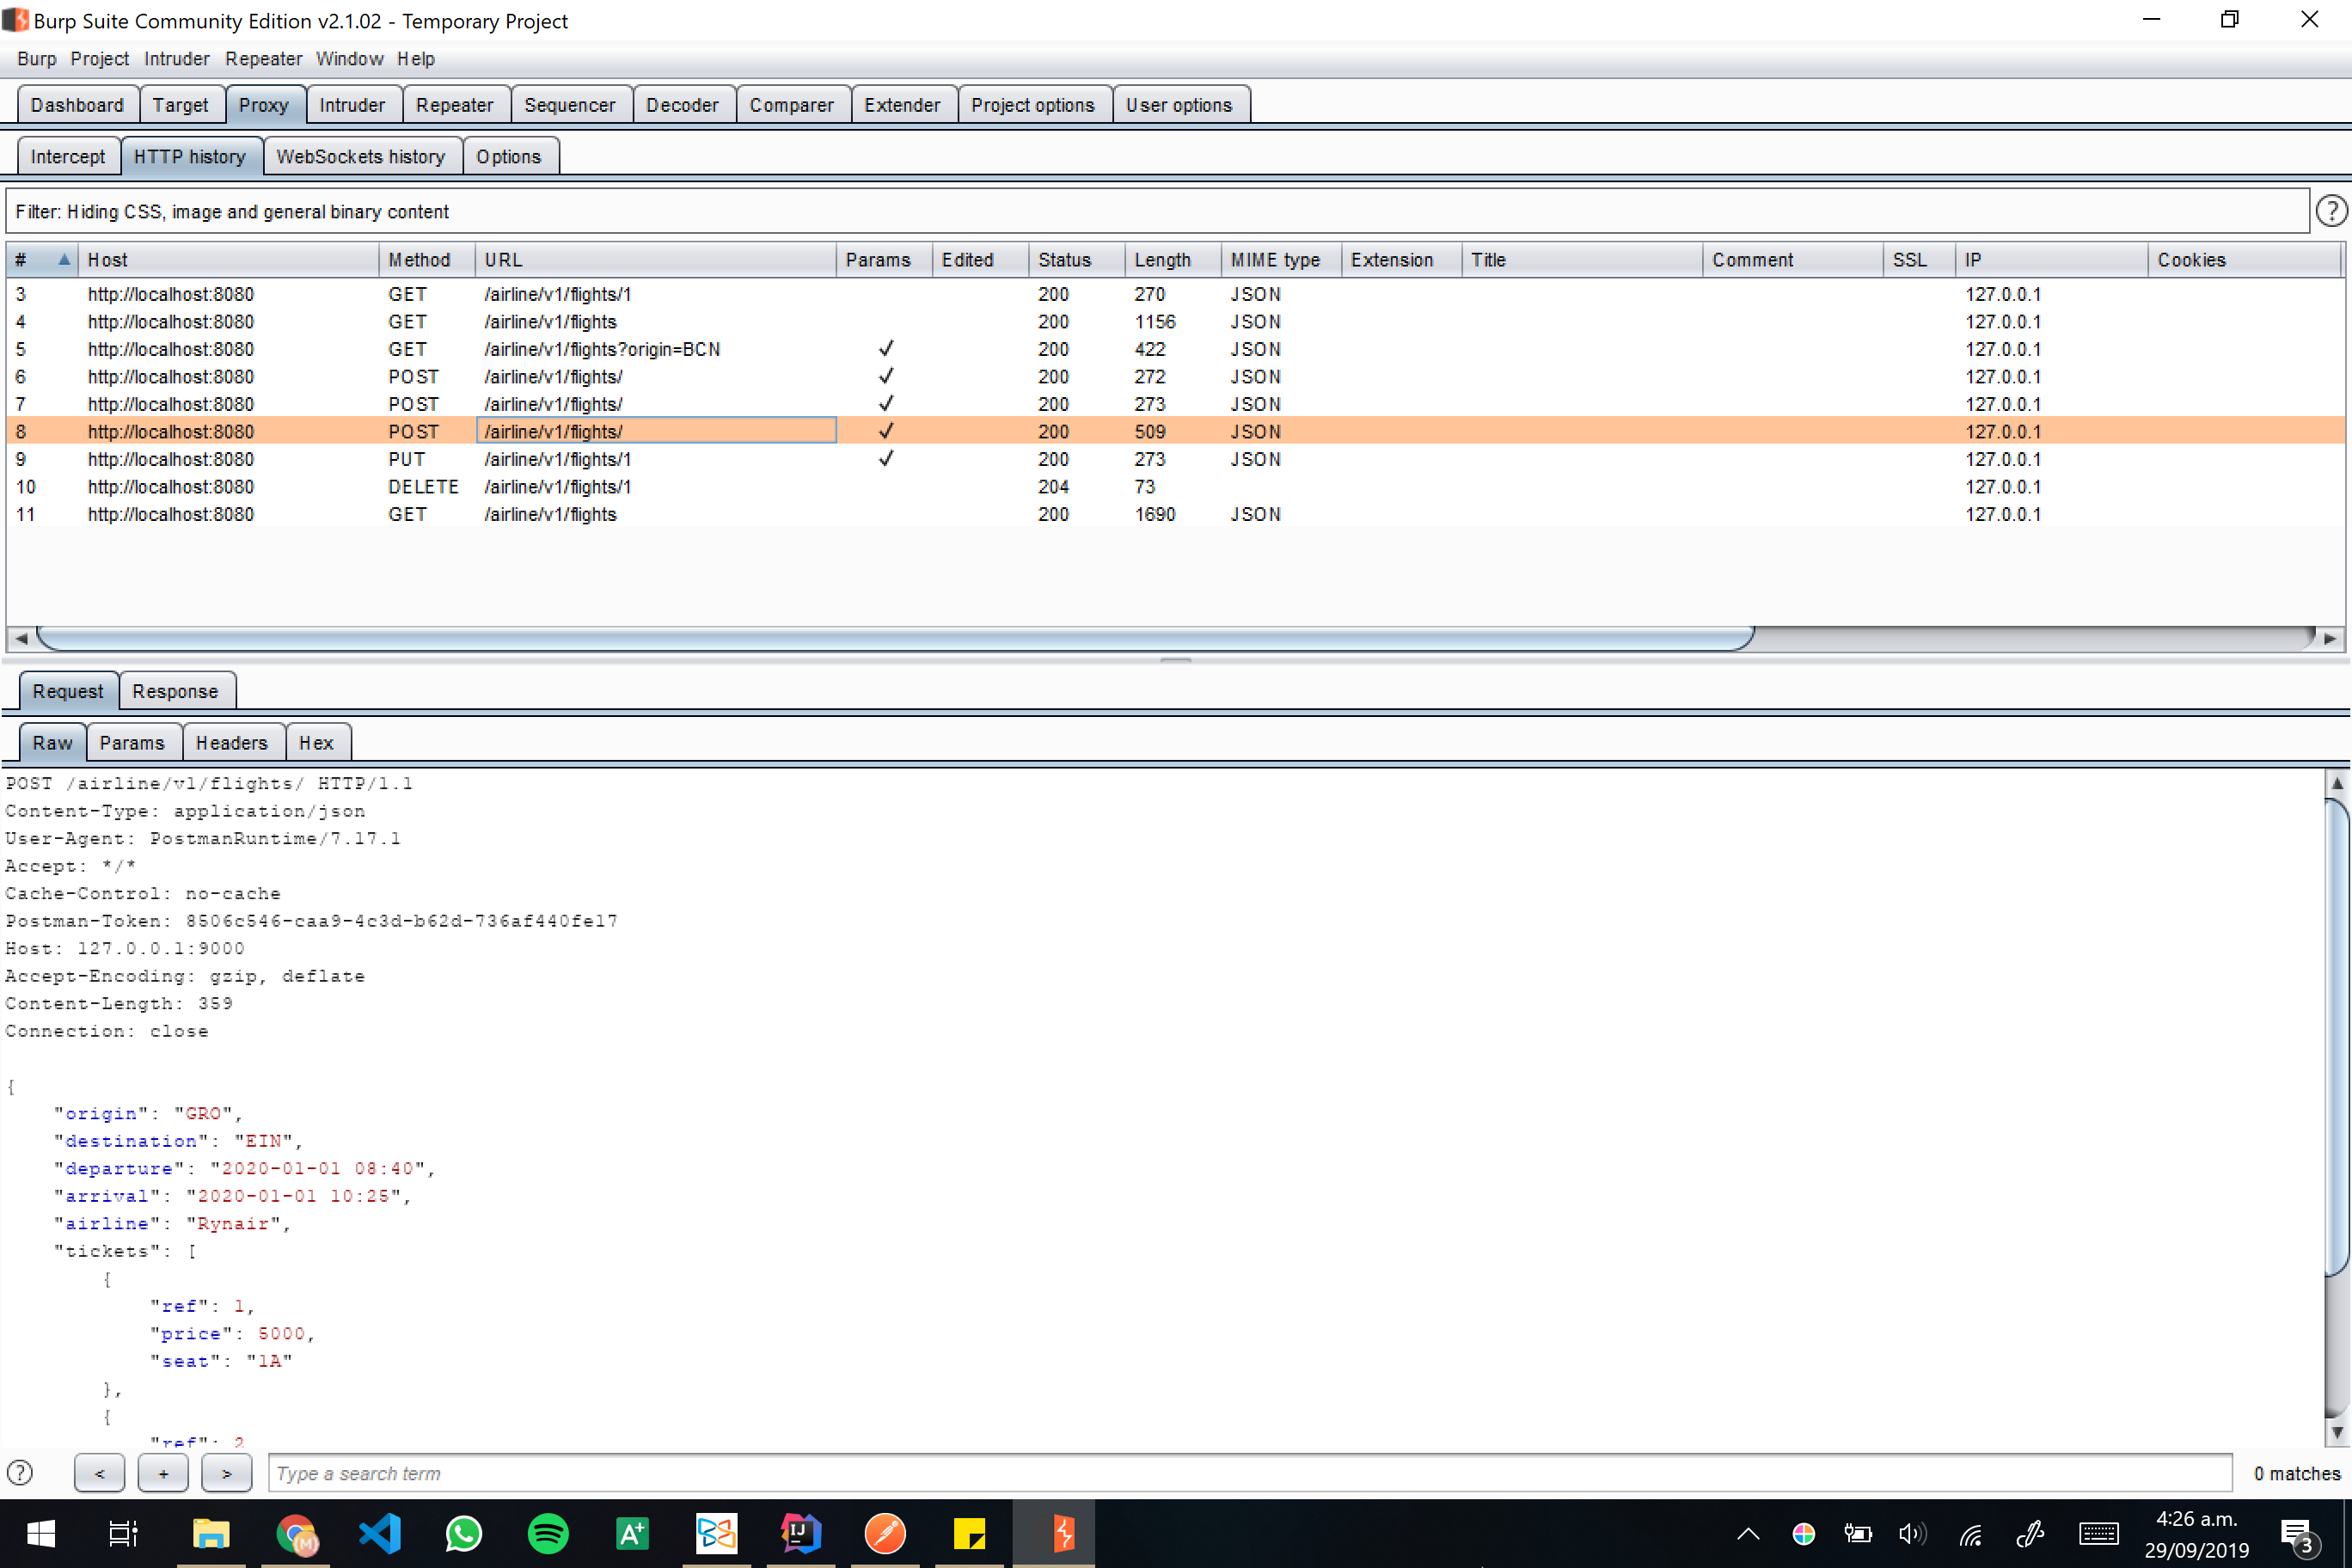 Burp Suite Community Edition v2.1.02 - Temporary Project
Burp Project Intruder Repeater Window Help
Dashboard Target Proxy Intruder Repeater Sequencer Decoder Comparer Extender Project options User options
Intercept HTTP history WebSockets history Options
Filter: Hiding CSS, image and general binary content ?
# Host Method URL Params Edited Status Length MIME type Extension Title Comment SSL IP Cookies
3 http://localhost:8080 GET /airline/v1/flights/1 200 270 JSON 127.0.0.1
4 http://localhost:8080 GET /airline/v1/flights 200 1156 JSON 127.0.0.1
5 http://localhost:8080 GET /airline/v1/flights?origin=BCN ✓ 200 422 JSON 127.0.0.1
6 http://localhost:8080 POST /airline/v1/flights/ ✓ 200 272 JSON 127.0.0.1
7 http://localhost:8080 POST /airline/v1/flights/ ✓ 200 273 JSON 127.0.0.1
8 http://localhost:8080 POST /airline/v1/flights/ ✓ 200 509 JSON 127.0.0.1
9 http://localhost:8080 PUT /airline/v1/flights/1 ✓ 200 273 JSON 127.0.0.1
10 http://localhost:8080 DELETE /airline/v1/flights/1 204 73 127.0.0.1
11 http://localhost:8080 GET /airline/v1/flights 200 1690 JSON 127.0.0.1
Request Response
Raw Params Headers Hex
POST /airline/v1/flights/ HTTP/1.1
Content-Type: application/json
User-Agent: PostmanRuntime/7.17.1
Accept: */*
Cache-Control: no-cache
Postman-Token: 8506c546-caa9-4c3d-b62d-736af440fe17
Host: 127.0.0.1:9000
Accept-Encoding: gzip, deflate
Content-Length: 359
Connection: close
{
"origin": "GRO",
"destination": "EIN",
"departure": "2020-01-01 08:40",
"arrival": "2020-01-01 10:25",
"airline": "Rynair",
"tickets": [
{
"ref": 1,
"price": 5000,
"seat": "1A"
},
{
"ref": 2
? < + > Type a search term 0 matches
4:26 a.m.
29/09/2019
3